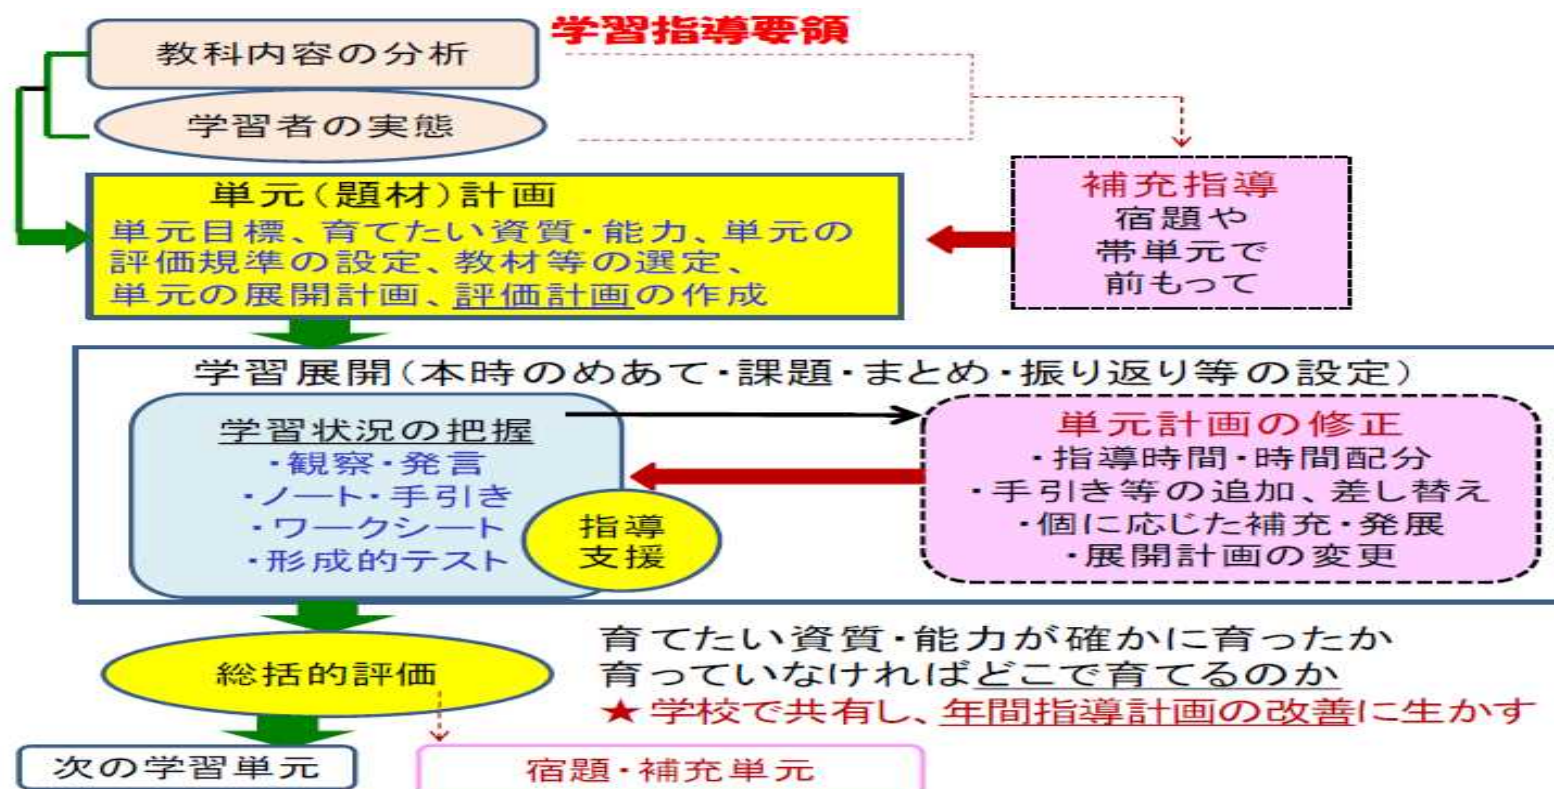 学習指導要領
教科内容の分析
学習者の実態
単元(題材)計画
単元目標、育てたい資質・能力、単元の
評価規準の設定、教材等の選定、
単元の展開計画、評価計画の作成
補充指導
宿題や
帯単元で
前もって
学習展開(本時のめあて・課題・まとめ・振り返り等の設定)
学習状況の把握
・観察・発言
・ノート・手引き
・ワークシート
・形成的テスト
指導
支援
単元計画の修正
・指導時間・時間配分
・手引き等の追加、差し替え
・個に応じた補充・発展
・展開計画の変更
総括的評価
育てたい資質・能力が確かに育ったか
育っていなければどこで育てるのか
★学校で共有し、年間指導計画の改善に生かす
次の学習単元
宿題・補充単元